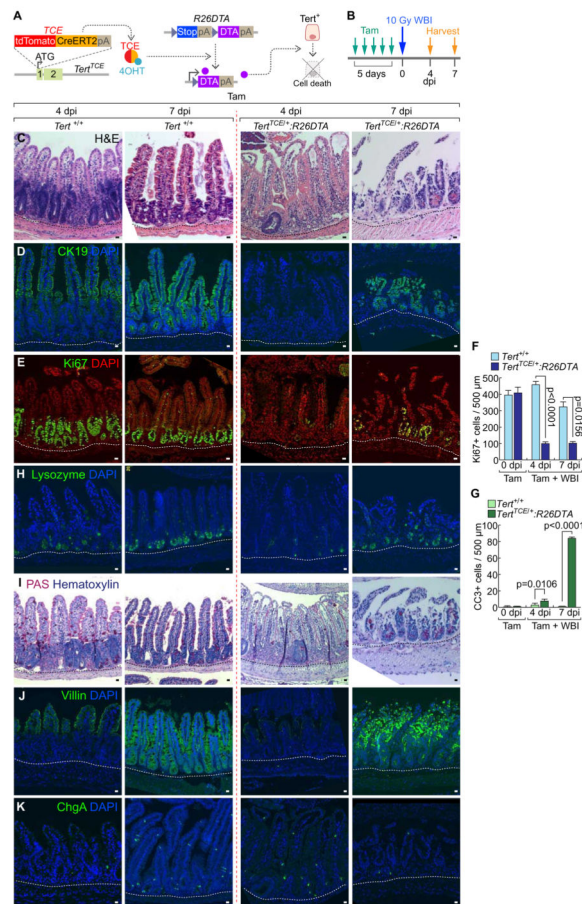 A
TCE
tdTomato CreERT2 pA
ATG
1 2
Tert^TCE
TCE
4OHT
R26DTA
Stop pA DTA pA
DTA pA
Tert+
Cell death
B
Tam
10 Gy WBI
Harvest
5 days
0 4 7
dpi
Tam
4 dpi 7 dpi 4 dpi 7 dpi
Tert +/+ Tert +/+ Tert^TCE/+:R26DTA Tert^TCE/+:R26DTA
C H&E
D CK19 DAPI
E Ki67 DAPI
H Lysozyme DAPI
I PAS Hematoxylin
J Villin DAPI
K ChgA DAPI
F
Tert+/+
Tert^TCE/+:R26DTA
Ki67+ cells / 500 μm
500
400
300
200
100
0
p<0.0001
p=0.0156
0 dpi 4 dpi 7 dpi
Tam Tam + WBI
G
Tert+/+
Tert^TCE/+:R26DTA
CC3+ cells / 500 μm
100
80
60
40
20
0
p<0.0001
p=0.0106
0 dpi 4 dpi 7 dpi
Tam Tam + WBI